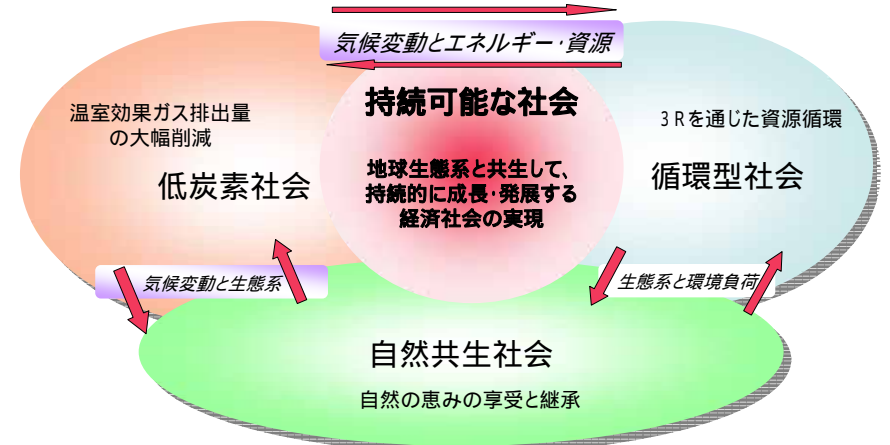 気候変動とエネルギー・資源
持続可能な社会
地球生態系と共生して、
持続的に成長・発展する
経済社会の実現
温室効果ガス排出量
の大幅削減
低炭素社会
3Rを通じた資源循環
循環型社会
気候変動と生態系
生態系と環境負荷
自然共生社会
自然の恵みの享受と継承